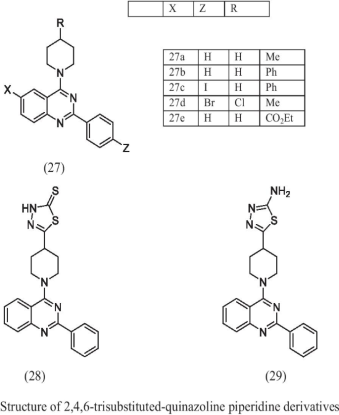 X Z R
R
N
X
N
N
Z
(27)
27a H H Me
27b H H Ph
27c I H Ph
27d Br Cl Me
27e H H CO2Et
S
HN
N
S
N
N
N
(28)
NH2
N
N
S
N
N
N
(29)
Structure of 2,4,6-trisubstituted-quinazoline piperidine derivatives